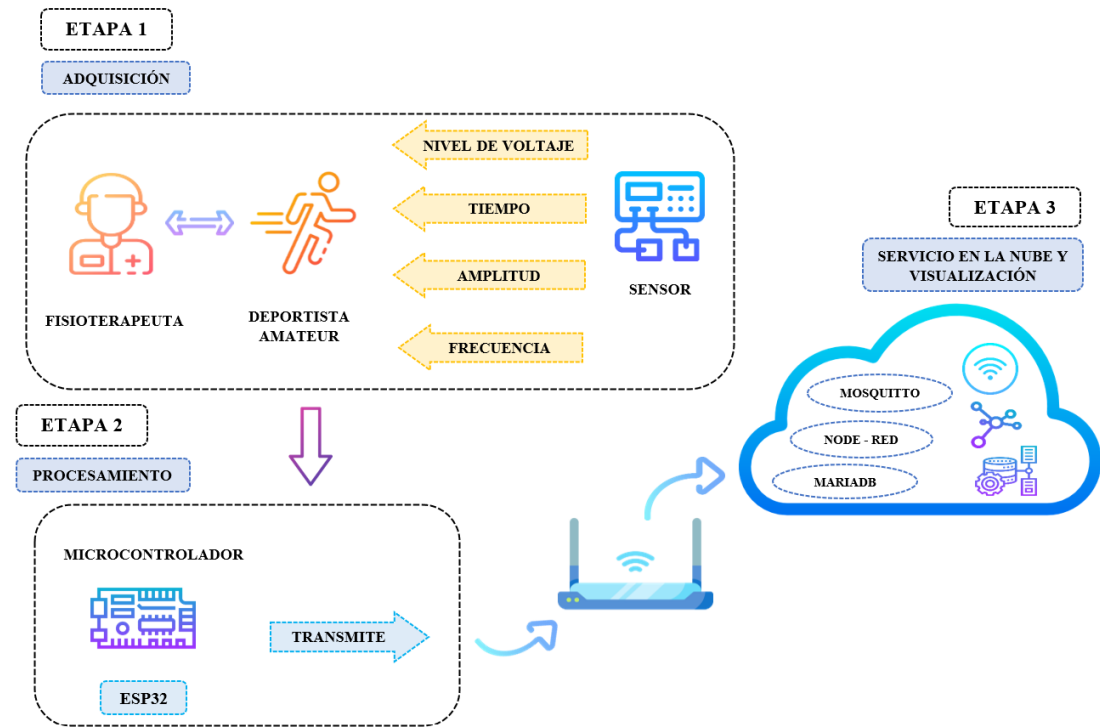 ETAPA 1
ADQUISICIÓN
NIVEL DE VOLTAJE
TIEMPO
AMPLITUD
FRECUENCIA
FISIOTERAPEUTA
DEPORTISTA
AMATEUR
SENSOR
ETAPA 2
PROCESAMIENTO
MICROCONTROLADOR
ESP32
TRANSMITE
ETAPA 3
SERVICIO EN LA NUBE Y
VISUALIZACIÓN
MOSQUITTO
NODE - RED
MARIADB